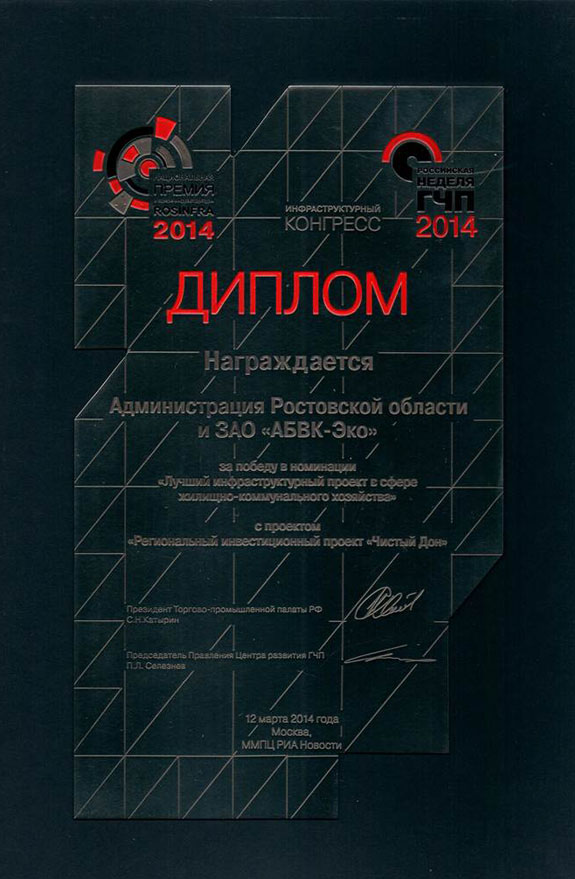 НАЦИОНАЛЬНАЯ
ПРЕМИЯ
ROSINFRA
2014
ИНФРАСТРУКТУРНЫЙ
КОНГРЕСС
РОССИЙСКАЯ
НЕДЕЛЯ
ГЧП
2014
ДИПЛОМ
Награждается
Администрация Ростовской области
и ЗАО «АБВК-Эко»
за победу в номинации
«Лучший инфраструктурный проект в сфере
жилищно-коммунального хозяйства»
с проектом
«Региональный инвестиционный проект «Чистый Дон»
Президент Торгово-промышленной палаты РФ
С.Н.Катырин
Председатель Правления Центра развития ГЧП
П.Л. Селезнев
12 марта 2014 года
Москва,
ММПЦ РИА Новости